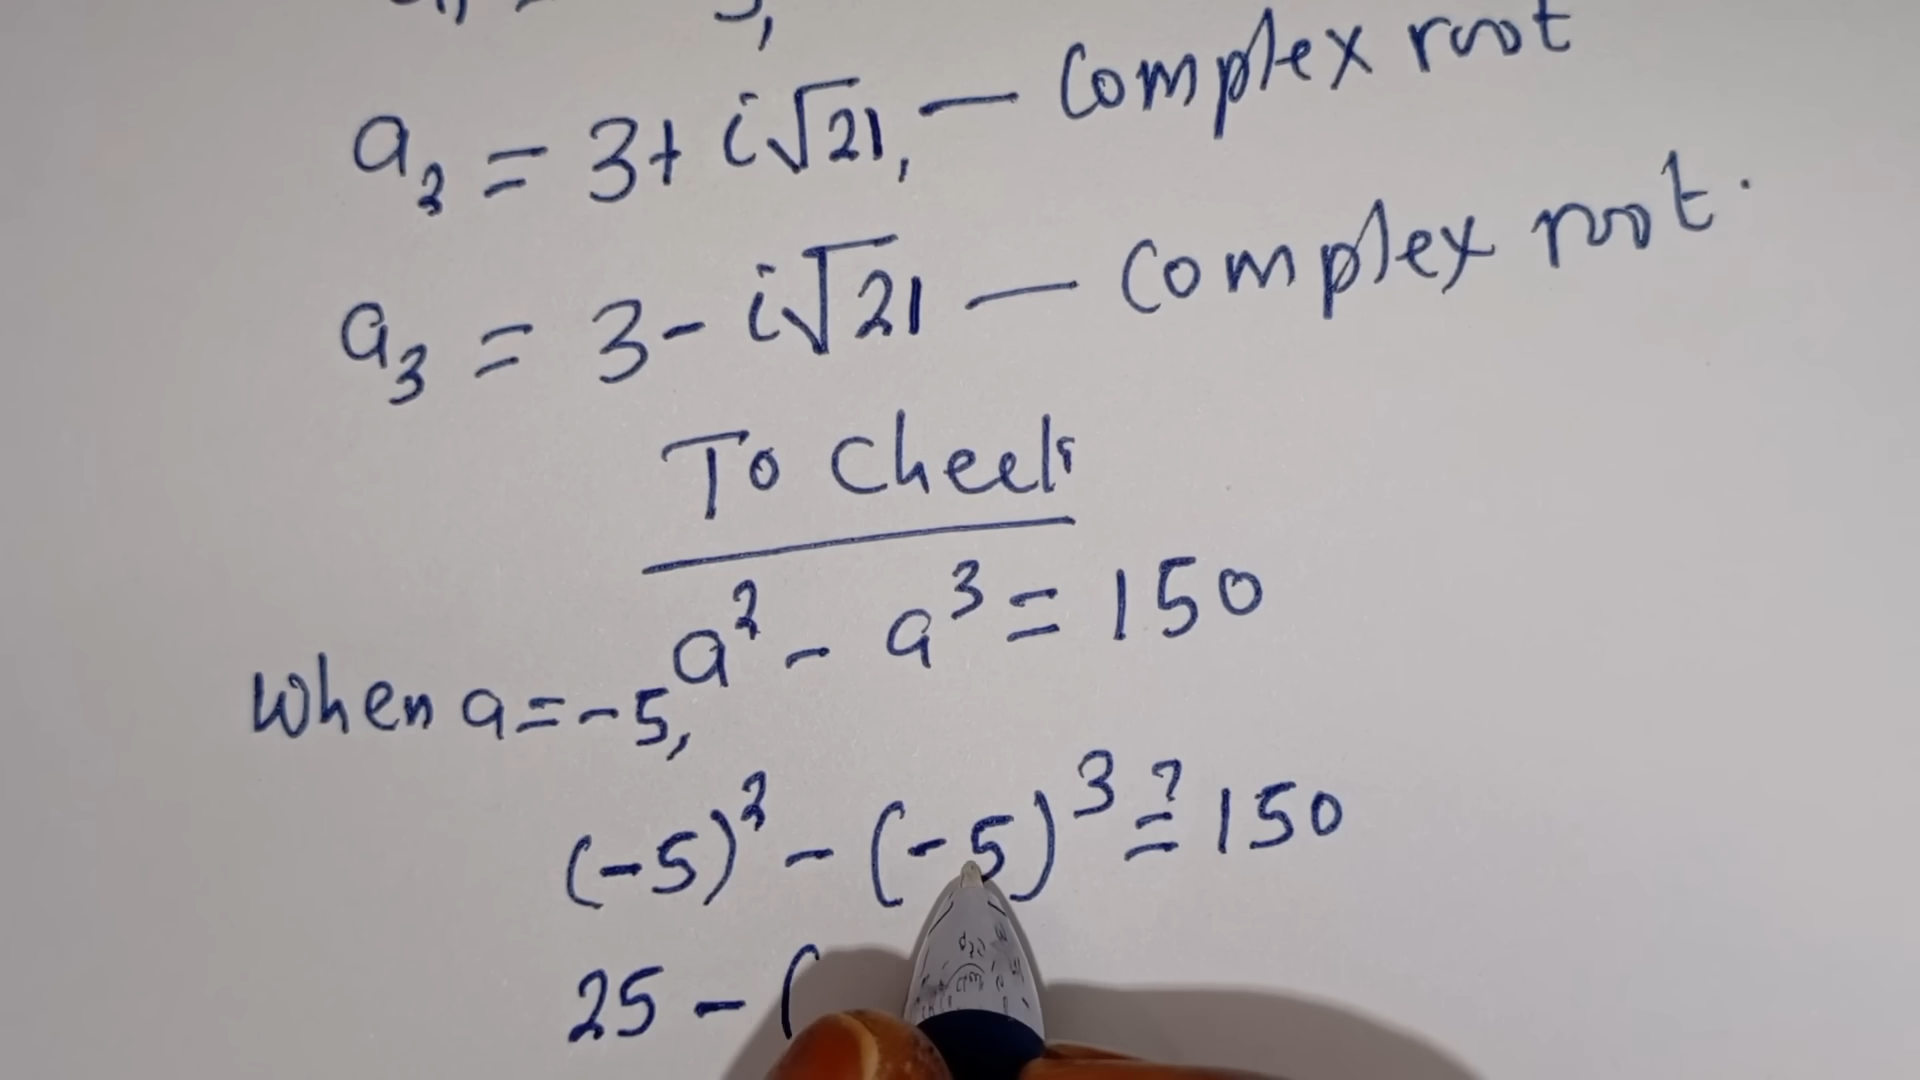 a₂ = 3 + i√21, — Complex root
a₃ = 3 - i√21 — Complex root.
To Check
a² - a³ = 150
When a = -5,
(-5)² - (-5)³ ≟ 150
25 - (